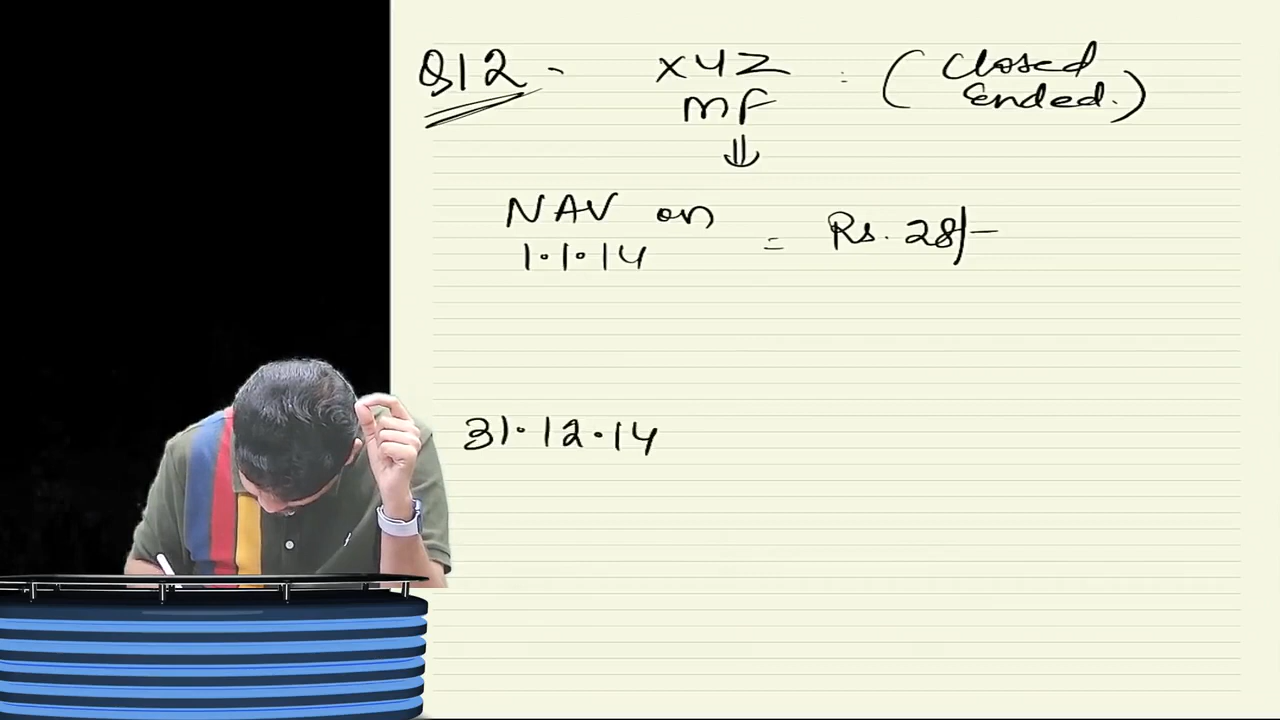 Q12 - XYZ : (Closed
MF Ended.)
NAV on
1.1.14 = Rs. 28/-
31.12.14